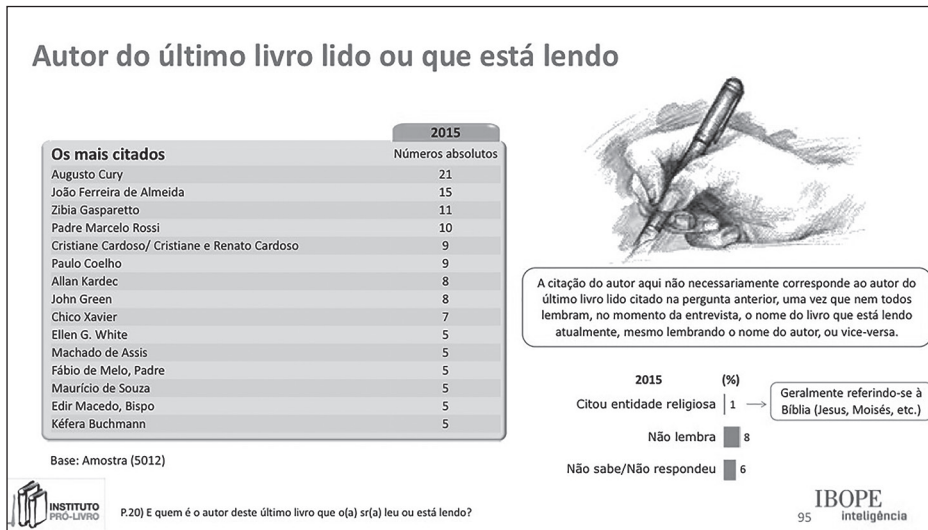 Autor do último livro lido ou que está lendo
2015
Os mais citados Números absolutos
Augusto Cury 21
João Ferreira de Almeida 15
Zibia Gasparetto 11
Padre Marcelo Rossi 10
Cristiane Cardoso/ Cristiane e Renato Cardoso 9
Paulo Coelho 9
Allan Kardec 8
John Green 8
Chico Xavier 7
Ellen G. White 5
Machado de Assis 5
Fábio de Melo, Padre 5
Maurício de Souza 5
Edir Macedo, Bispo 5
Kéfera Buchmann 5
Base: Amostra (5012)
A citação do autor aqui não necessariamente corresponde ao autor do
último livro lido citado na pergunta anterior, uma vez que nem todos
lembram, no momento da entrevista, o nome do livro que está lendo
atualmente, mesmo lembrando o nome do autor, ou vice-versa.
2015 (%)
Citou entidade religiosa 1
Geralmente referindo-se à
Bíblia (Jesus, Moisés, etc.)
Não lembra 8
Não sabe/Não respondeu 6
INSTITUTO
PRÓ-LIVRO
P.20) E quem é o autor deste último livro que o(a) sr(a) leu ou está lendo?
95
IBOPE
inteligência